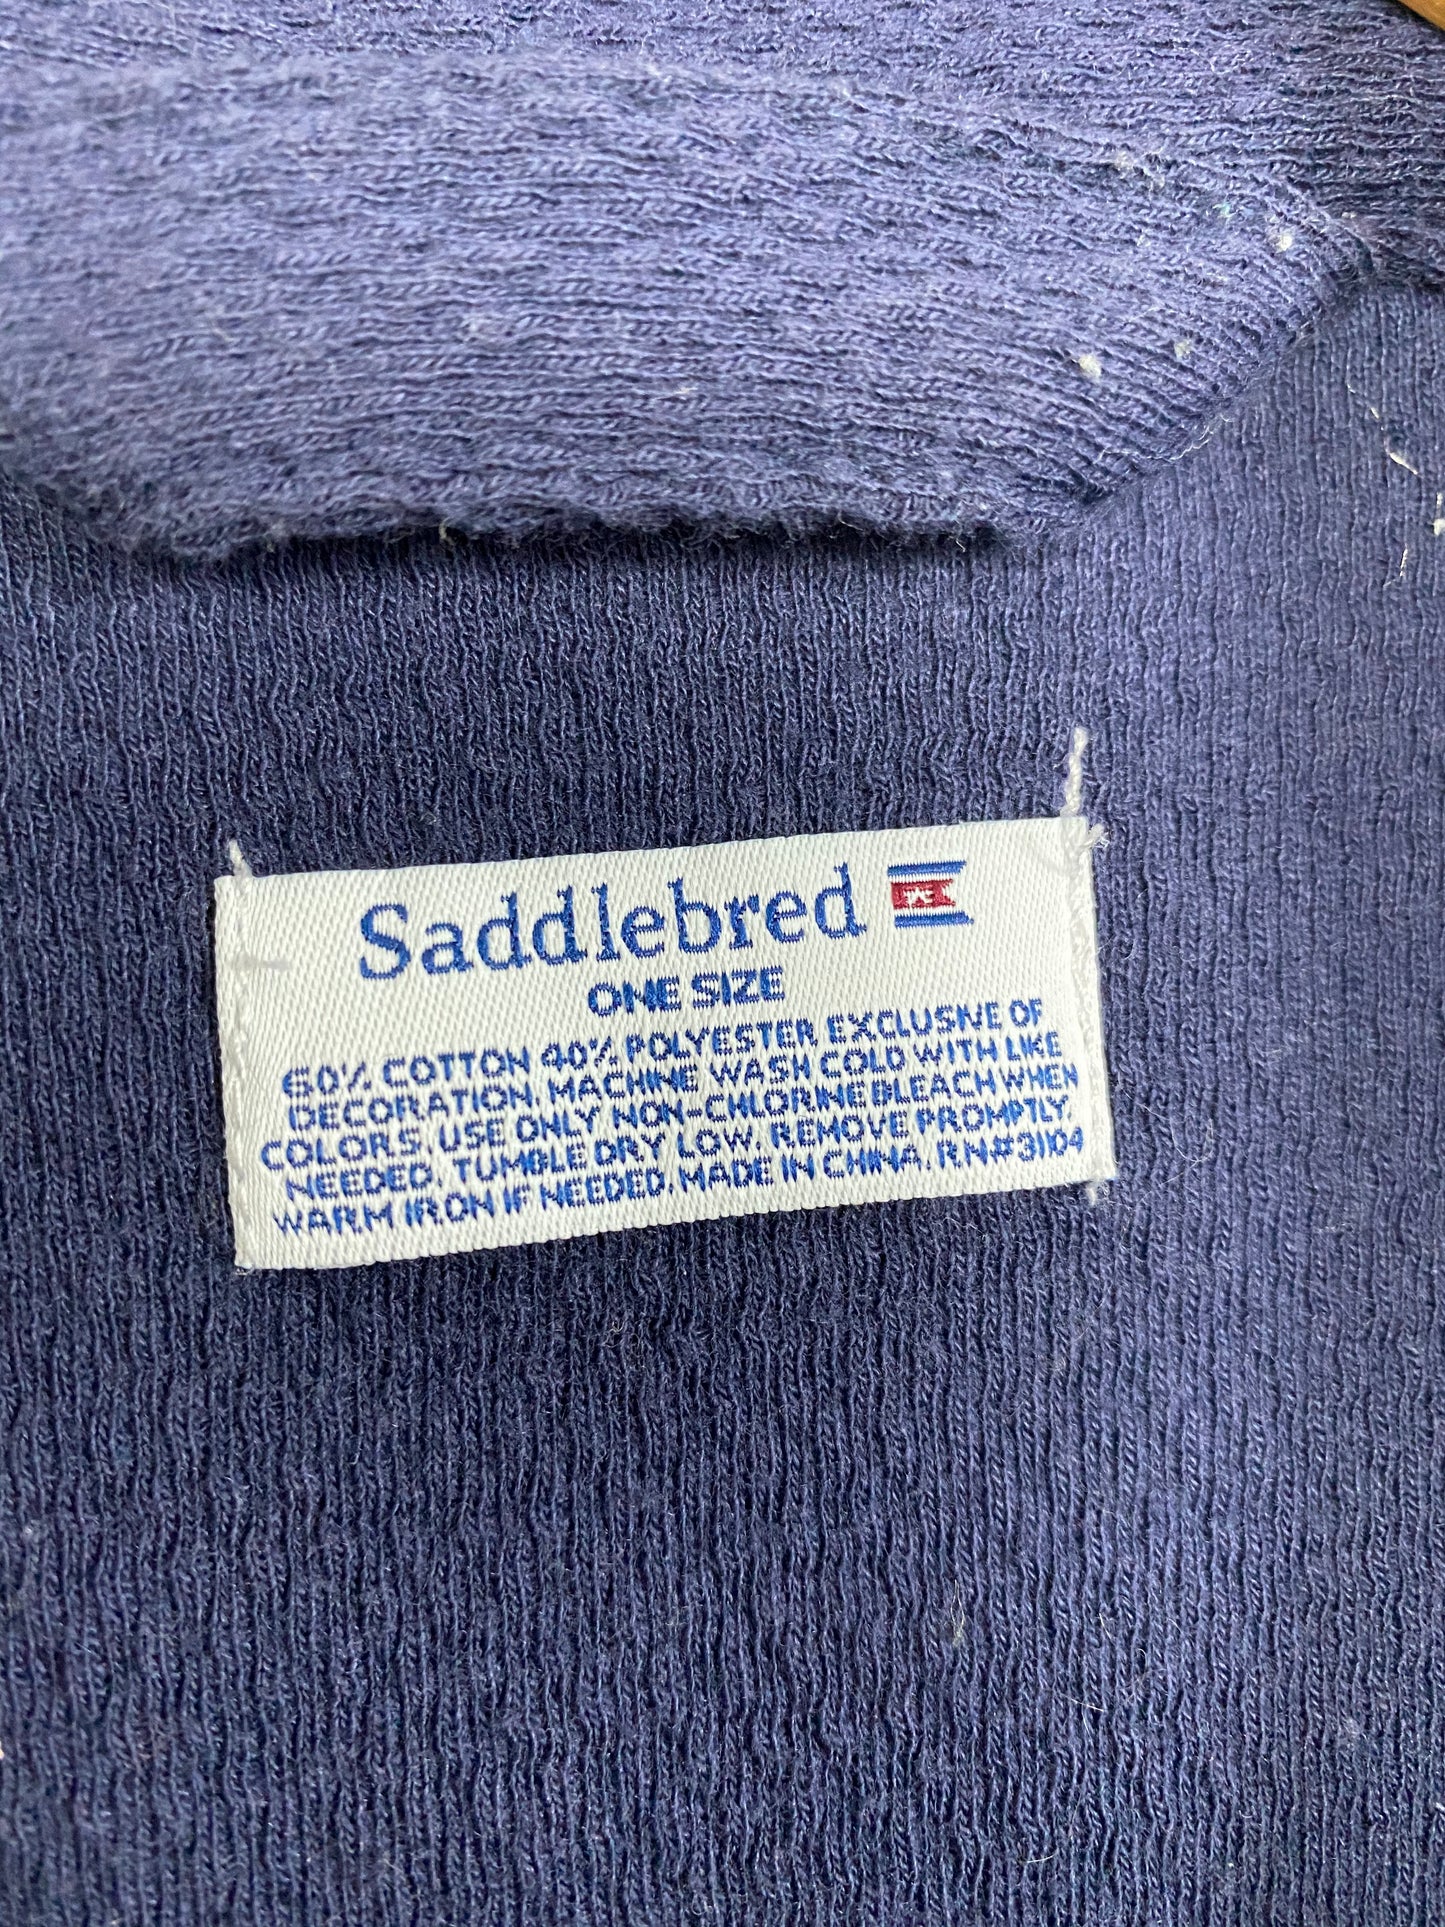 Saddlebred
ONE SIZE
60% COTTON 40% POLYESTER EXCLUSIVE OF
DECORATION. MACHINE WASH COLD WITH LIKE
COLORS. USE ONLY NON-CHLORINE BLEACH WHEN
NEEDED. TUMBLE DRY LOW. REMOVE PROMPTLY.
WARM IRON IF NEEDED. MADE IN CHINA. RN#31104